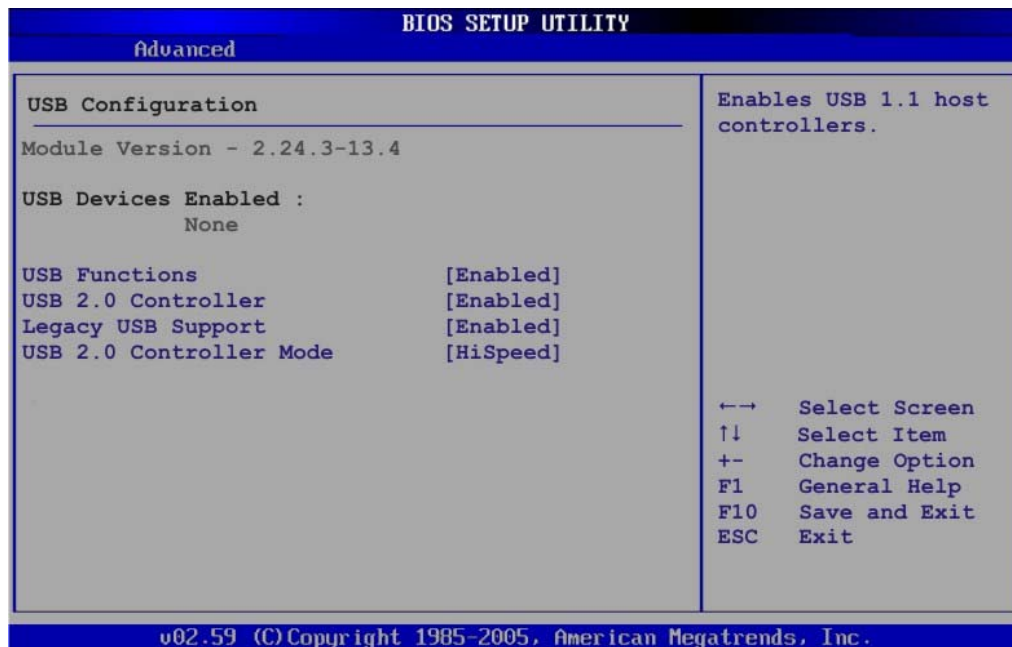 BIOS SETUP UTILITY
Advanced
USB Configuration
Module Version - 2.24.3-13.4
USB Devices Enabled :
None
USB Functions [Enabled]
USB 2.0 Controller [Enabled]
Legacy USB Support [Enabled]
USB 2.0 Controller Mode [HiSpeed]
Enables USB 1.1 host
controllers.
←→ Select Screen
↑↓ Select Item
+- Change Option
F1 General Help
F10 Save and Exit
ESC Exit
v02.59 (C)Copyright 1985-2005, American Megatrends, Inc.